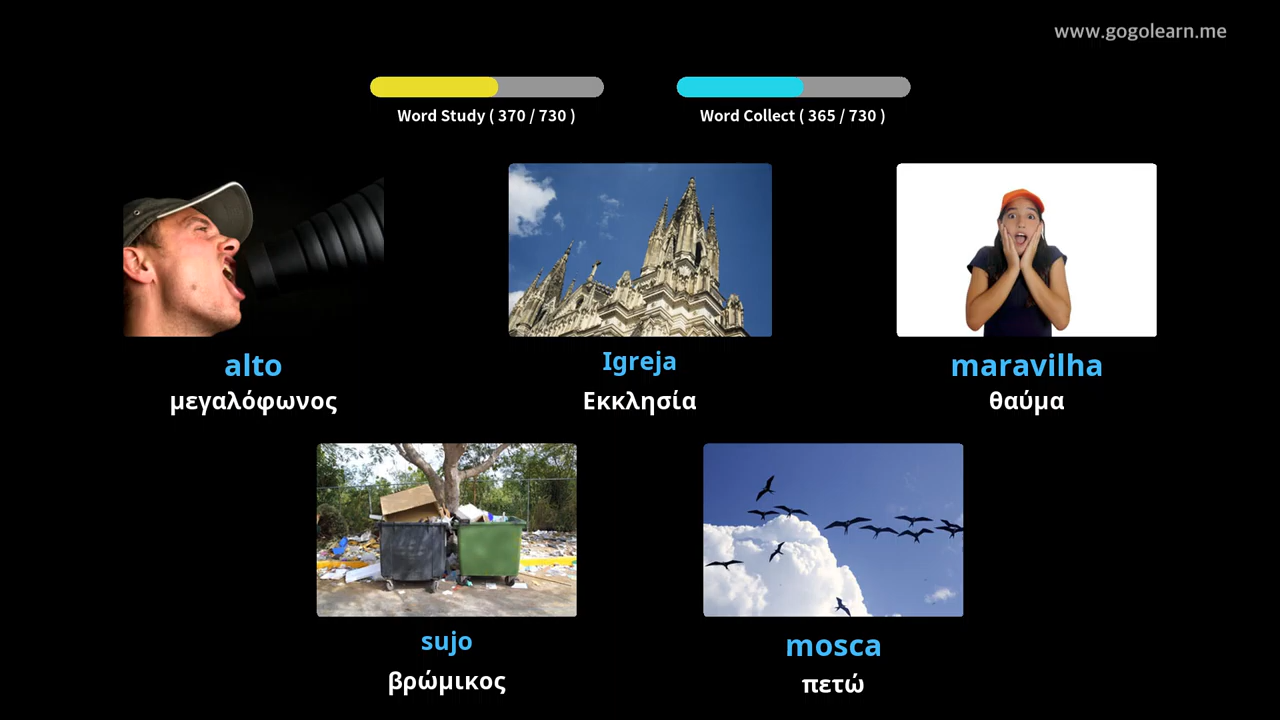 www.gogolearn.me
Word Study ( 370 / 730 )
Word Collect ( 365 / 730 )
alto
μεγαλόφωνος
Igreja
Εκκλησία
maravilha
θαύμα
sujo
βρώμικος
mosca
πετώ